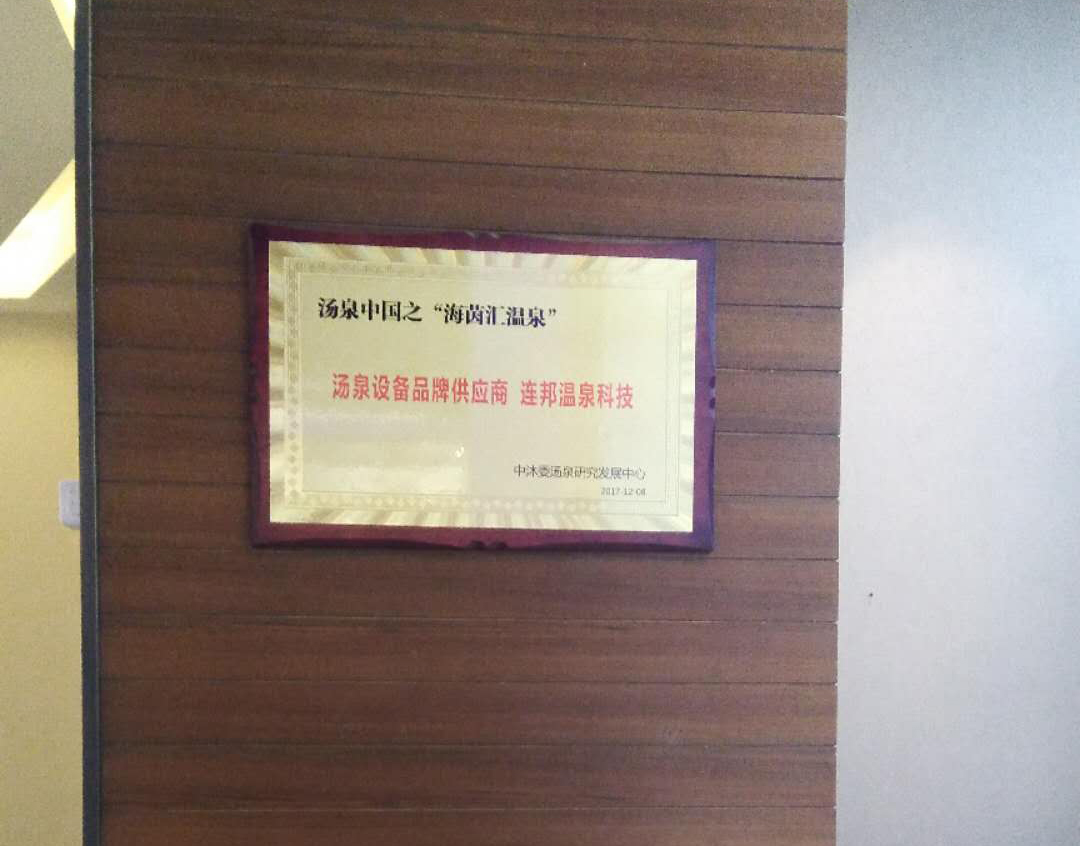 汤泉中国之“海茵汇温泉”
汤泉设备品牌供应商 连邦温泉科技
中沐委汤泉研究发展中心
2017-12-08